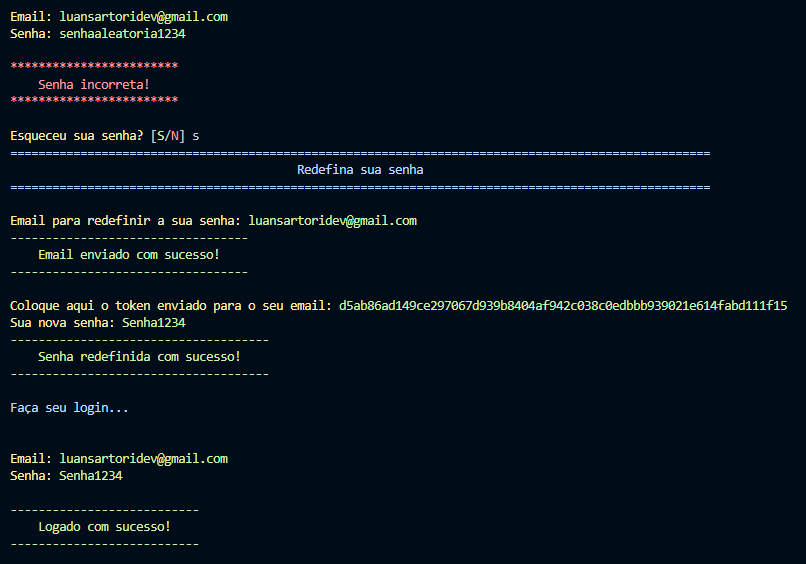 Email: luansartoridev@gmail.com
Senha: senhaaleatoria1234
************************
Senha incorreta!
************************
Esqueceu sua senha? [S/N] s
====================================================================================================
Redefina sua senha
====================================================================================================
Email para redefinir a sua senha: luansartoridev@gmail.com
----------------------------------
Email enviado com sucesso!
----------------------------------
Coloque aqui o token enviado para o seu email: d5ab86ad149ce297067d939b8404af942c038c0edbbb939021e614fabd111f15
Sua nova senha: Senha1234
-------------------------------------
Senha redefinida com sucesso!
-------------------------------------
Faça seu login...
Email: luansartoridev@gmail.com
Senha: Senha1234
---------------------------
Logado com sucesso!
---------------------------